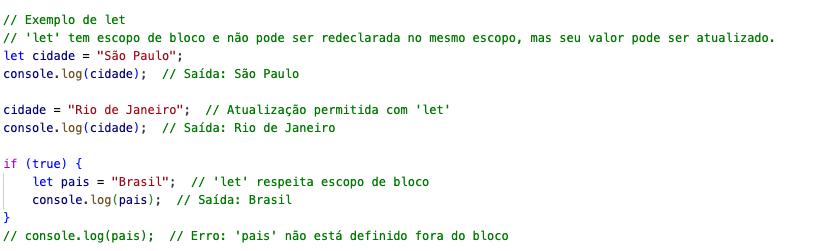 // Exemplo de let
// 'let' tem escopo de bloco e não pode ser redeclarada no mesmo escopo, mas seu valor pode ser atualizado.
let cidade = "São Paulo";
console.log(cidade);  // Saída: São Paulo
cidade = "Rio de Janeiro";  // Atualização permitida com 'let'
console.log(cidade);  // Saída: Rio de Janeiro
if (true) {
    let pais = "Brasil";  // 'let' respeita escopo de bloco
    console.log(pais);  // Saída: Brasil
}
// console.log(pais);  // Erro: 'pais' não está definido fora do bloco